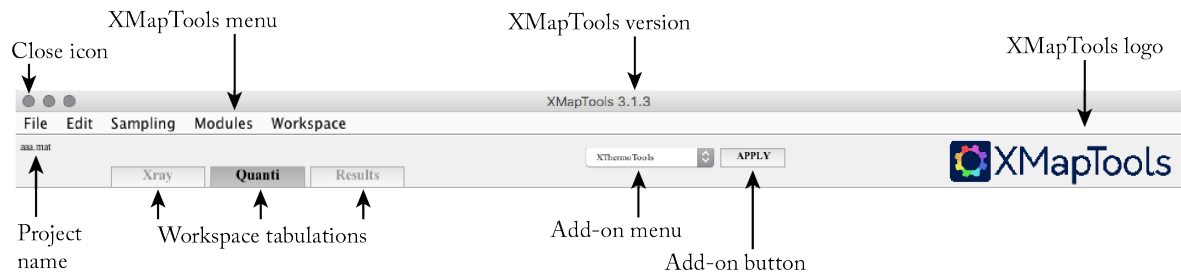 XMapTools menu
XMapTools version
Close icon
XMapTools logo
XMapTools 3.1.3
File Edit Sampling Modules Workspace
aaa.mat
XThermoTools APPLY
XMapTools
Xray Quanti Results
Project
name
Workspace tabulations
Add-on menu
Add-on button